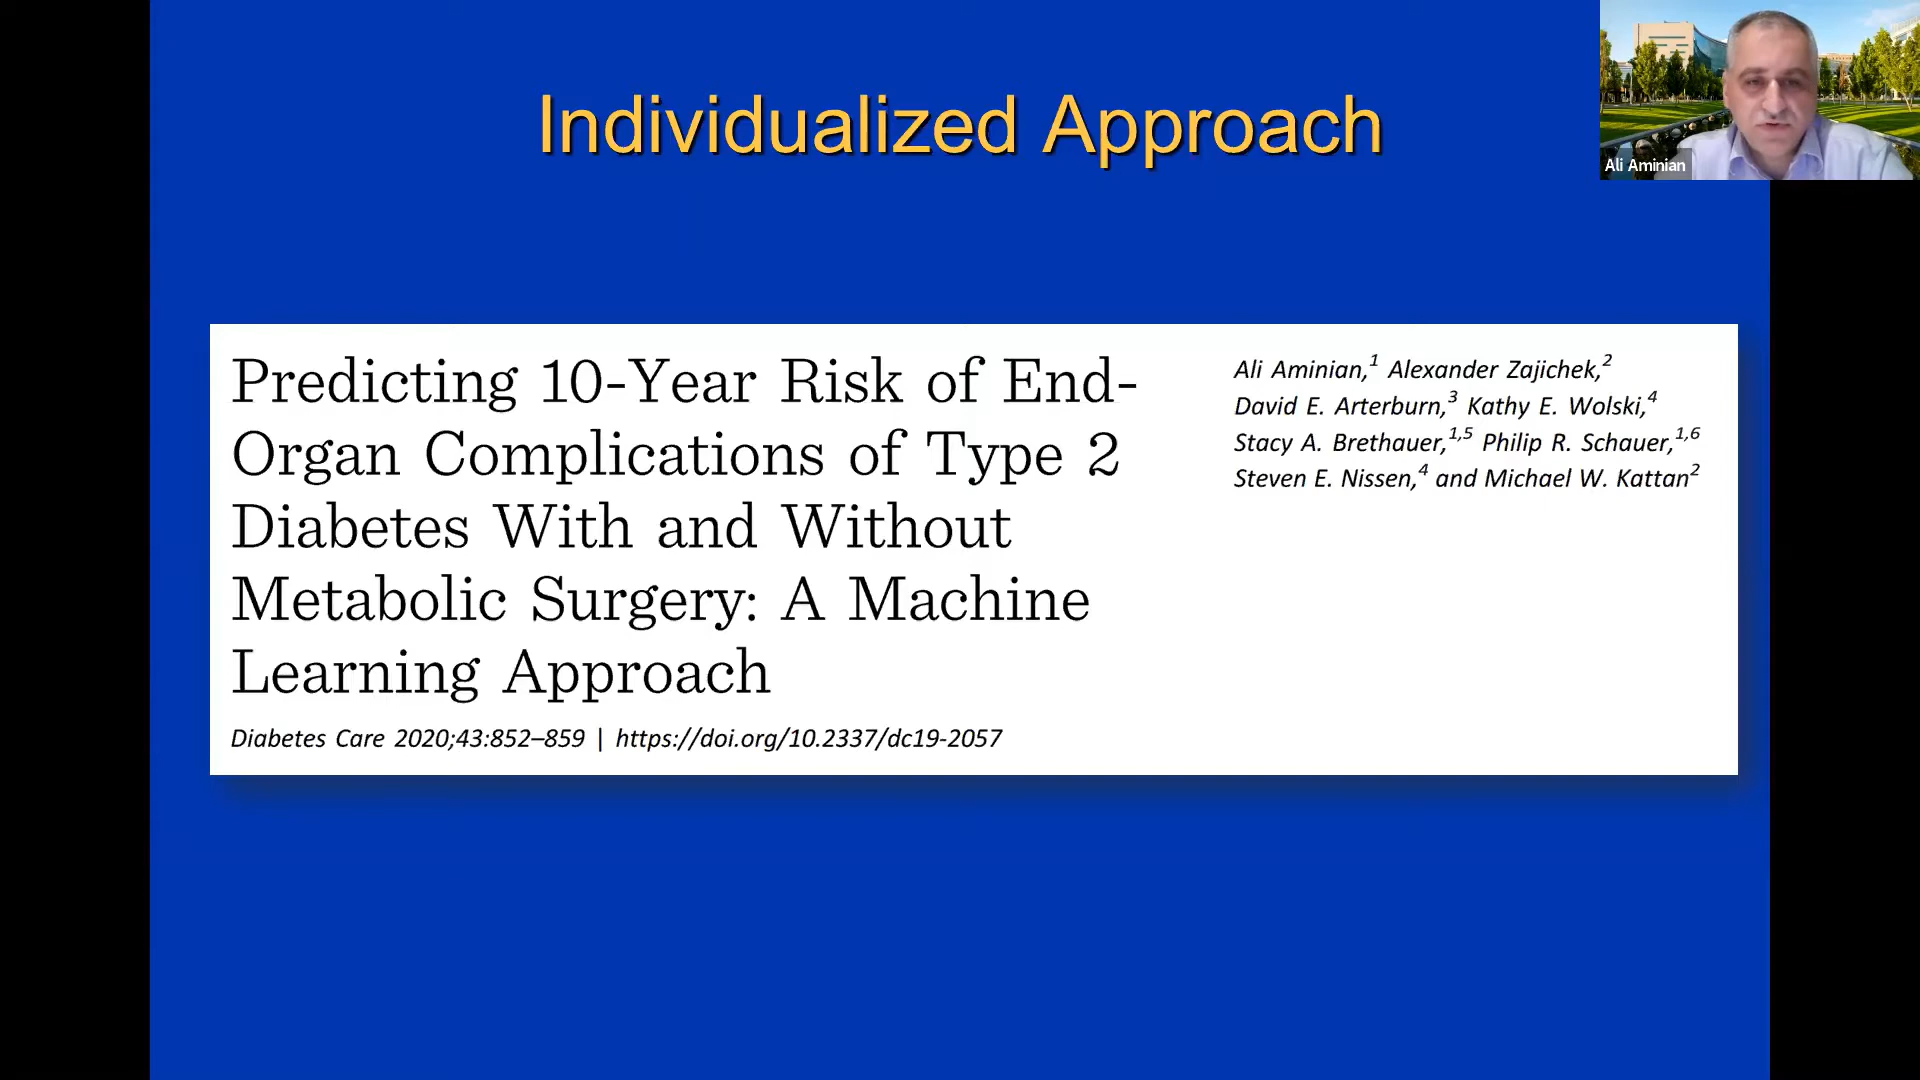 Individualized Approach
Ali Aminian
Predicting 10-Year Risk of End-
Organ Complications of Type 2
Diabetes With and Without
Metabolic Surgery: A Machine
Learning Approach
Diabetes Care 2020;43:852–859 | https://doi.org/10.2337/dc19-2057
Ali Aminian,1 Alexander Zajichek,2
David E. Arterburn,3 Kathy E. Wolski,4
Stacy A. Brethauer,1,5 Philip R. Schauer,1,6
Steven E. Nissen,4 and Michael W. Kattan2